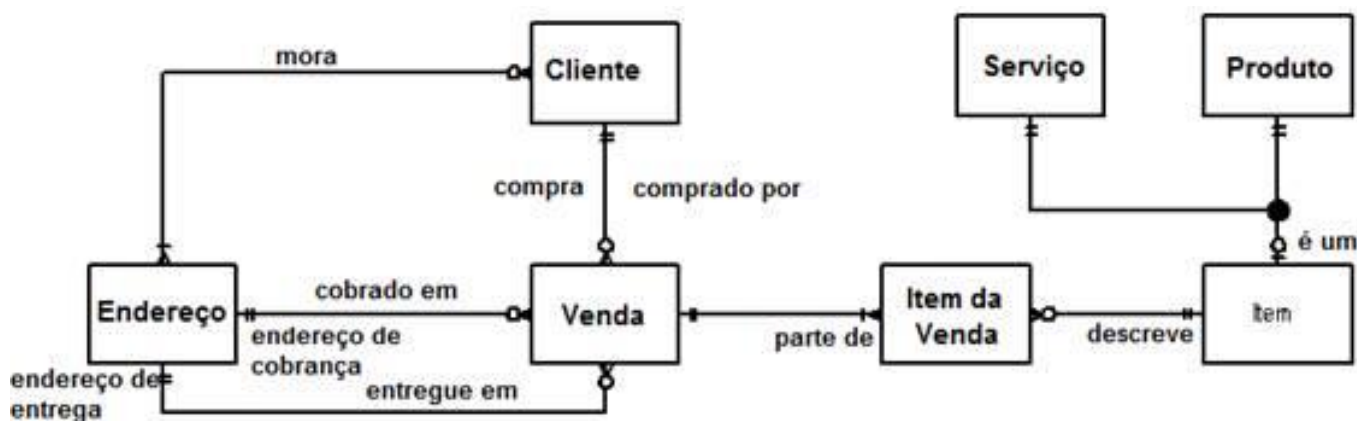 mora
Cliente
Serviço
Produto
compra
comprado por
é um
Endereço
cobrado em
endereço de
cobrança
Venda
parte de
Item da
Venda
descreve
Item
endereço de
entrega
entregue em